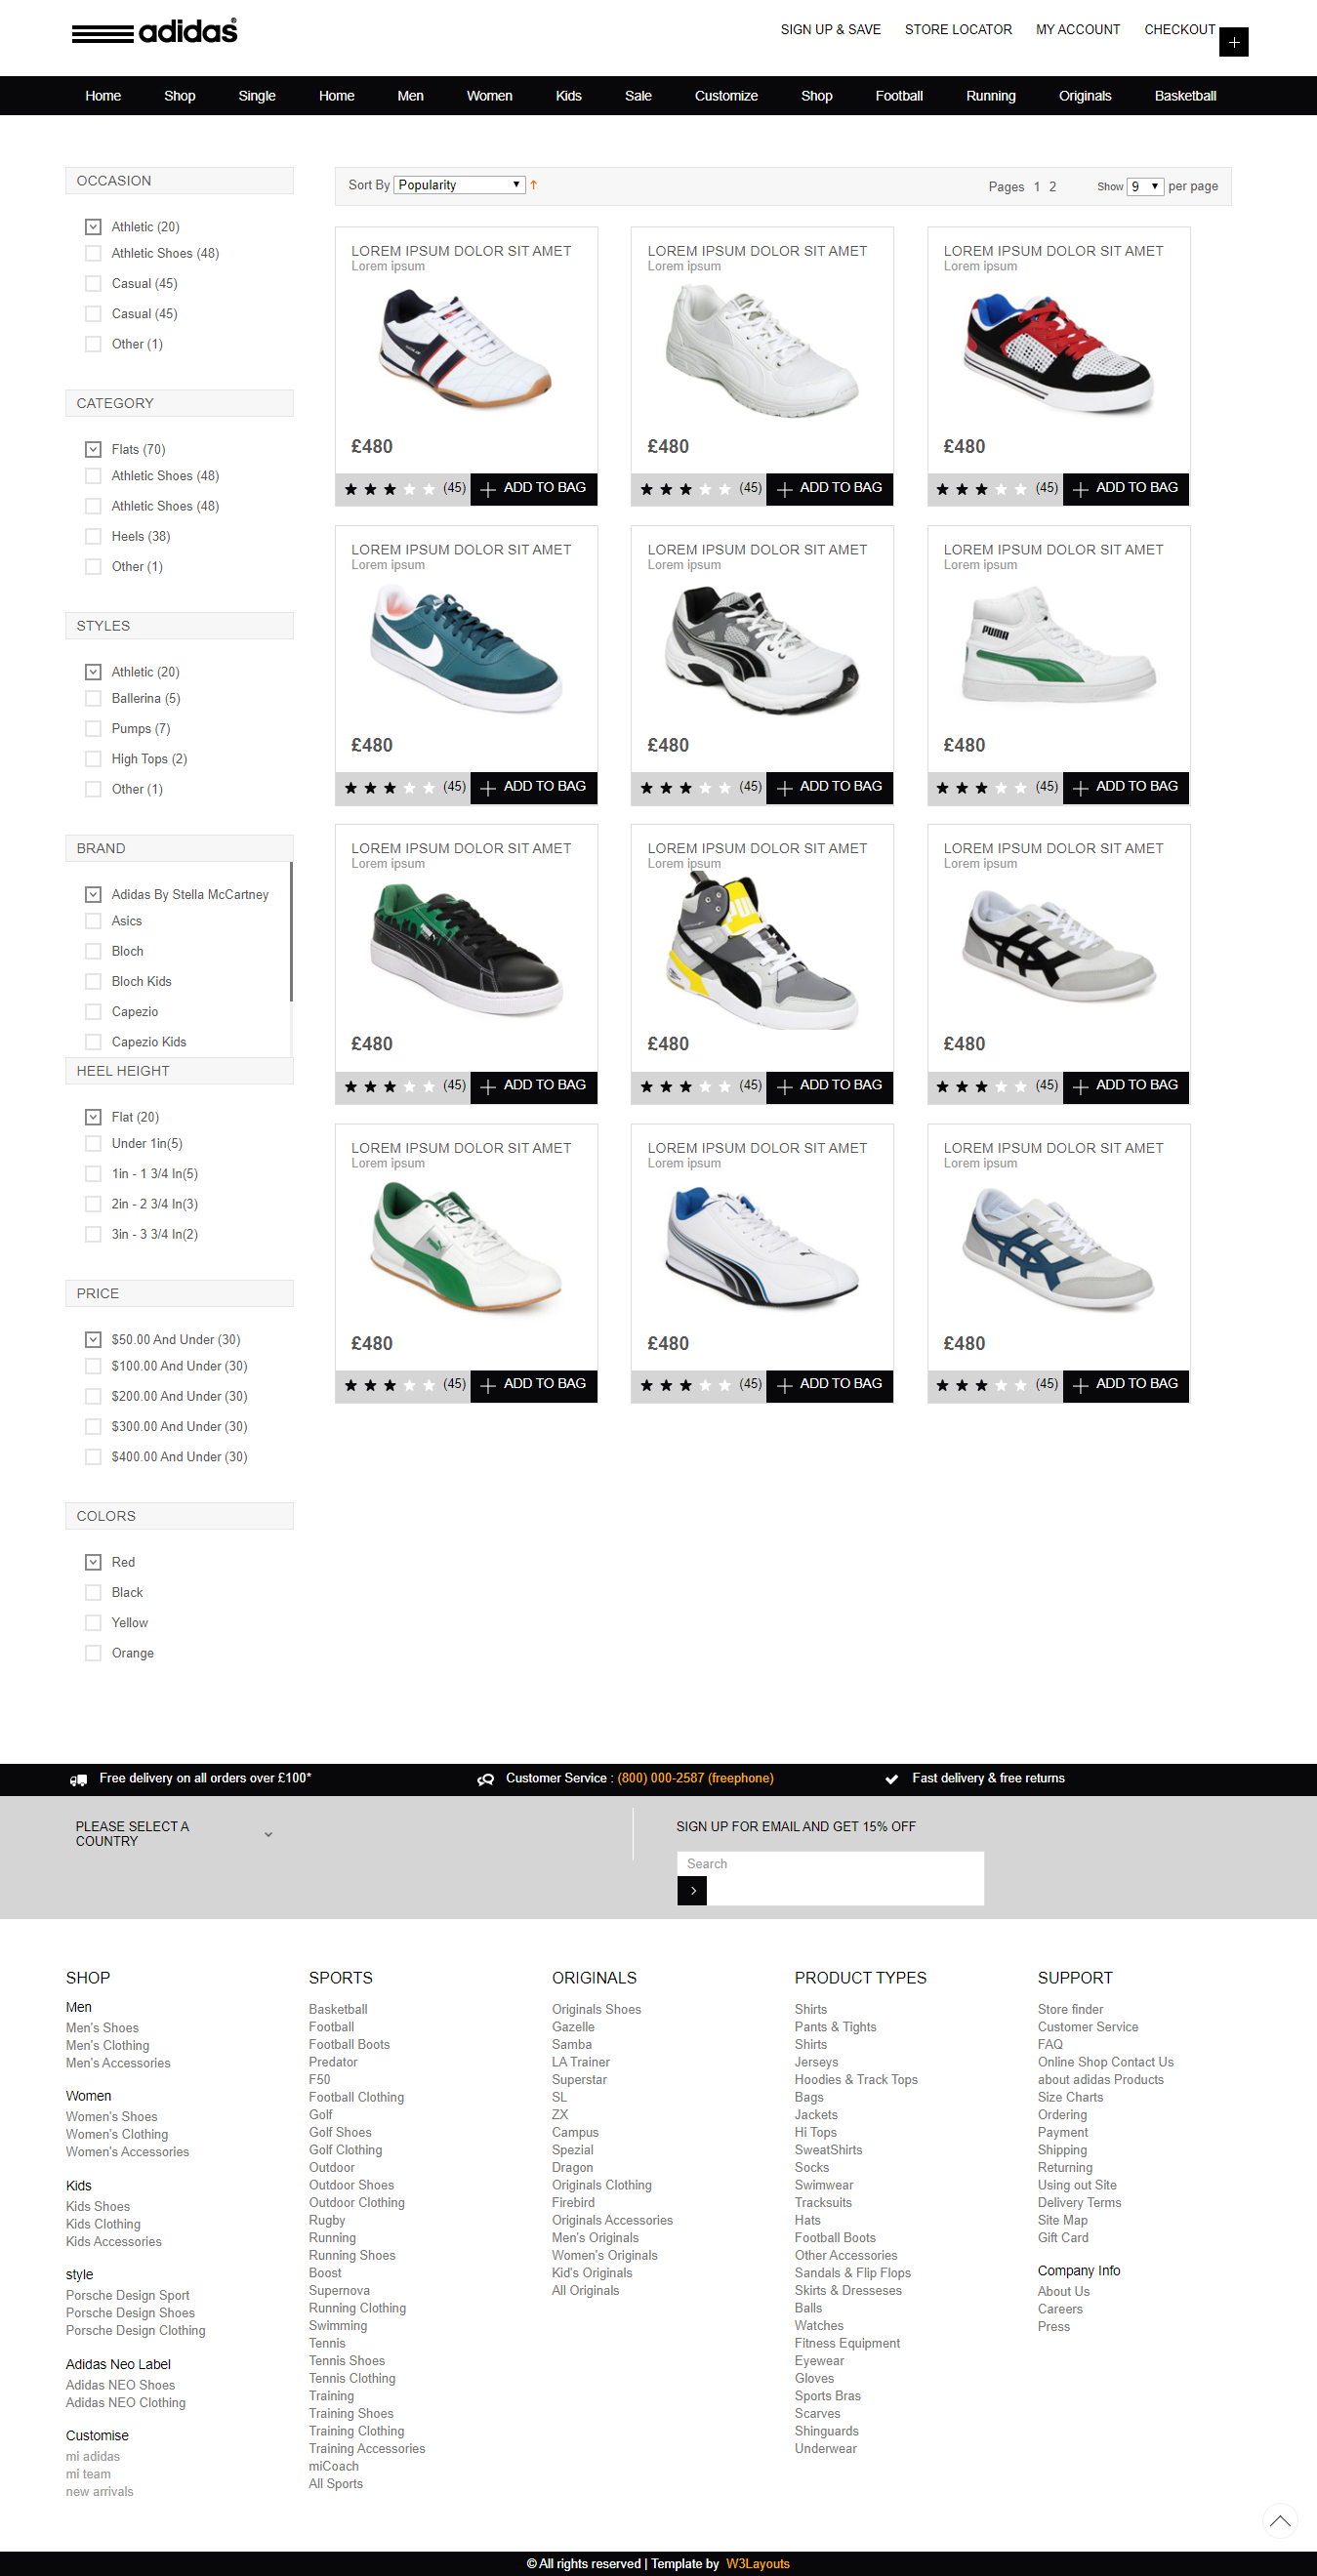 adidas®
SIGN UP & SAVE STORE LOCATOR MY ACCOUNT CHECKOUT
Home Shop Single Home Men Women Kids Sale Customize Shop Football Running Originals Basketball
OCCASION
Athletic (20)
Athletic Shoes (48)
Casual (45)
Casual (45)
Other (1)
CATEGORY
Flats (70)
Athletic Shoes (48)
Athletic Shoes (48)
Heels (38)
Other (1)
STYLES
Athletic (20)
Ballerina (5)
Pumps (7)
High Tops (2)
Other (1)
BRAND
Adidas By Stella McCartney
Asics
Bloch
Bloch Kids
Capezio
Capezio Kids
HEEL HEIGHT
Flat (20)
Under 1in(5)
1in - 1 3/4 In(5)
2in - 2 3/4 In(3)
3in - 3 3/4 In(2)
PRICE
$50.00 And Under (30)
$100.00 And Under (30)
$200.00 And Under (30)
$300.00 And Under (30)
$400.00 And Under (30)
COLORS
Red
Black
Yellow
Orange
Sort By Popularity Pages 1 2 Show 9 per page
LOREM IPSUM DOLOR SIT AMET LOREM IPSUM DOLOR SIT AMET LOREM IPSUM DOLOR SIT AMET
Lorem ipsum Lorem ipsum Lorem ipsum
£480 £480 £480
(45) ADD TO BAG (45) ADD TO BAG (45) ADD TO BAG
LOREM IPSUM DOLOR SIT AMET LOREM IPSUM DOLOR SIT AMET LOREM IPSUM DOLOR SIT AMET
Lorem ipsum Lorem ipsum Lorem ipsum
PUMA
£480 £480 £480
(45) ADD TO BAG (45) ADD TO BAG (45) ADD TO BAG
LOREM IPSUM DOLOR SIT AMET LOREM IPSUM DOLOR SIT AMET LOREM IPSUM DOLOR SIT AMET
Lorem ipsum Lorem ipsum Lorem ipsum
£480 £480 £480
(45) ADD TO BAG (45) ADD TO BAG (45) ADD TO BAG
LOREM IPSUM DOLOR SIT AMET LOREM IPSUM DOLOR SIT AMET LOREM IPSUM DOLOR SIT AMET
Lorem ipsum Lorem ipsum Lorem ipsum
£480 £480 £480
(45) ADD TO BAG (45) ADD TO BAG (45) ADD TO BAG
Free delivery on all orders over £100* Customer Service : (800) 000-2587 (freephone) Fast delivery & free returns
PLEASE SELECT A
COUNTRY
SIGN UP FOR EMAIL AND GET 15% OFF
Search
SHOP
Men
Men's Shoes
Men's Clothing
Men's Accessories
Women
Women's Shoes
Women's Clothing
Women's Accessories
Kids
Kids Shoes
Kids Clothing
Kids Accessories
style
Porsche Design Sport
Porsche Design Shoes
Porsche Design Clothing
Adidas Neo Label
Adidas NEO Shoes
Adidas NEO Clothing
Customise
mi adidas
mi team
new arrivals
SPORTS
Basketball
Football
Football Boots
Predator
F50
Football Clothing
Golf
Golf Shoes
Golf Clothing
Outdoor
Outdoor Shoes
Outdoor Clothing
Rugby
Running
Running Shoes
Boost
Supernova
Running Clothing
Swimming
Tennis
Tennis Shoes
Tennis Clothing
Training
Training Shoes
Training Clothing
Training Accessories
miCoach
All Sports
ORIGINALS
Originals Shoes
Gazelle
Samba
LA Trainer
Superstar
SL
ZX
Campus
Spezial
Dragon
Originals Clothing
Firebird
Originals Accessories
Men's Originals
Women's Originals
Kid's Originals
All Originals
PRODUCT TYPES
Shirts
Pants & Tights
Shirts
Jerseys
Hoodies & Track Tops
Bags
Jackets
Hi Tops
SweatShirts
Socks
Swimwear
Tracksuits
Hats
Football Boots
Other Accessories
Sandals & Flip Flops
Skirts & Dresseses
Balls
Watches
Fitness Equipment
Eyewear
Gloves
Sports Bras
Scarves
Shinguards
Underwear
SUPPORT
Store finder
Customer Service
FAQ
Online Shop Contact Us
about adidas Products
Size Charts
Ordering
Payment
Shipping
Returning
Using out Site
Delivery Terms
Site Map
Gift Card
Company Info
About Us
Careers
Press
© All rights reserved | Template by W3Layouts